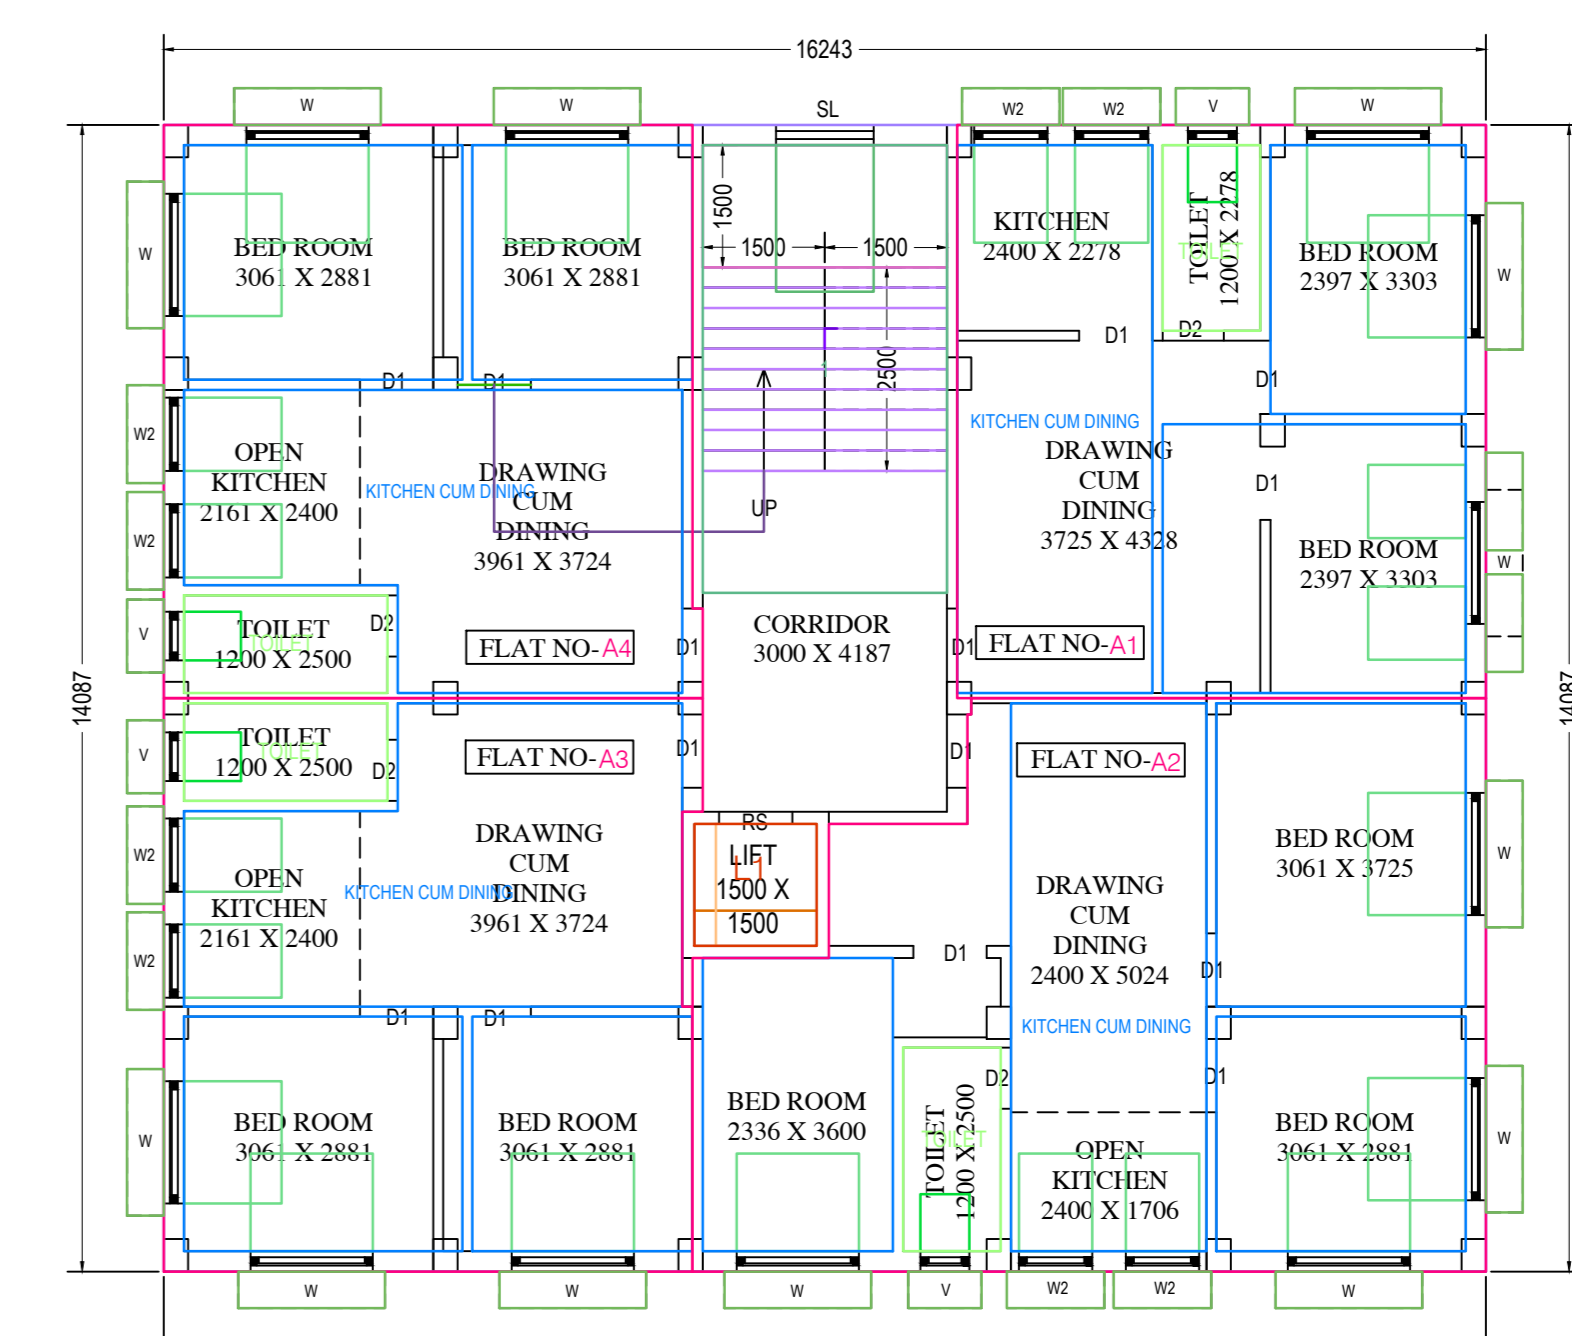 16243
W
W
SL
W2
W2
V
W
1500
1500
1500
2500
UP
BED ROOM
3061 X 2881
BED ROOM
3061 X 2881
KITCHEN
2400 X 2278
TOILET
1200 X 2278
TOILET
BED ROOM
2397 X 3303
W
W
D1
D2
D1
D1
D1
D1
W2
OPEN
KITCHEN
2161 X 2400
KITCHEN CUM DINING
DRAWING
CUM
DINING
3961 X 3724
W2
KITCHEN CUM DINING
DRAWING
CUM
DINING
3725 X 4328
BED ROOM
2397 X 3303
W
V
TOILET
TOILET
1200 X 2500
D2
FLAT NO-A4
D1
CORRIDOR
3000 X 4187
D1
FLAT NO-A1
14087
14087
V
TOILET
TOILET
1200 X 2500
D2
FLAT NO-A3
D1
D1
FLAT NO-A2
RS
LIFT
L1
1500 X
1500
W2
OPEN
KITCHEN
2161 X 2400
KITCHEN CUM DINING
DRAWING
CUM
DINING
3961 X 3724
W2
DRAWING
CUM
DINING
2400 X 5024
KITCHEN CUM DINING
BED ROOM
3061 X 3725
W
D1
D1
D1
D1
D2
D1
W
BED ROOM
3061 X 2881
BED ROOM
3061 X 2881
BED ROOM
2336 X 3600
TOILET
1200 X 2500
TOILET
OPEN
KITCHEN
2400 X 1706
BED ROOM
3061 X 2881
W
W
W
W
V
W2
W2
W